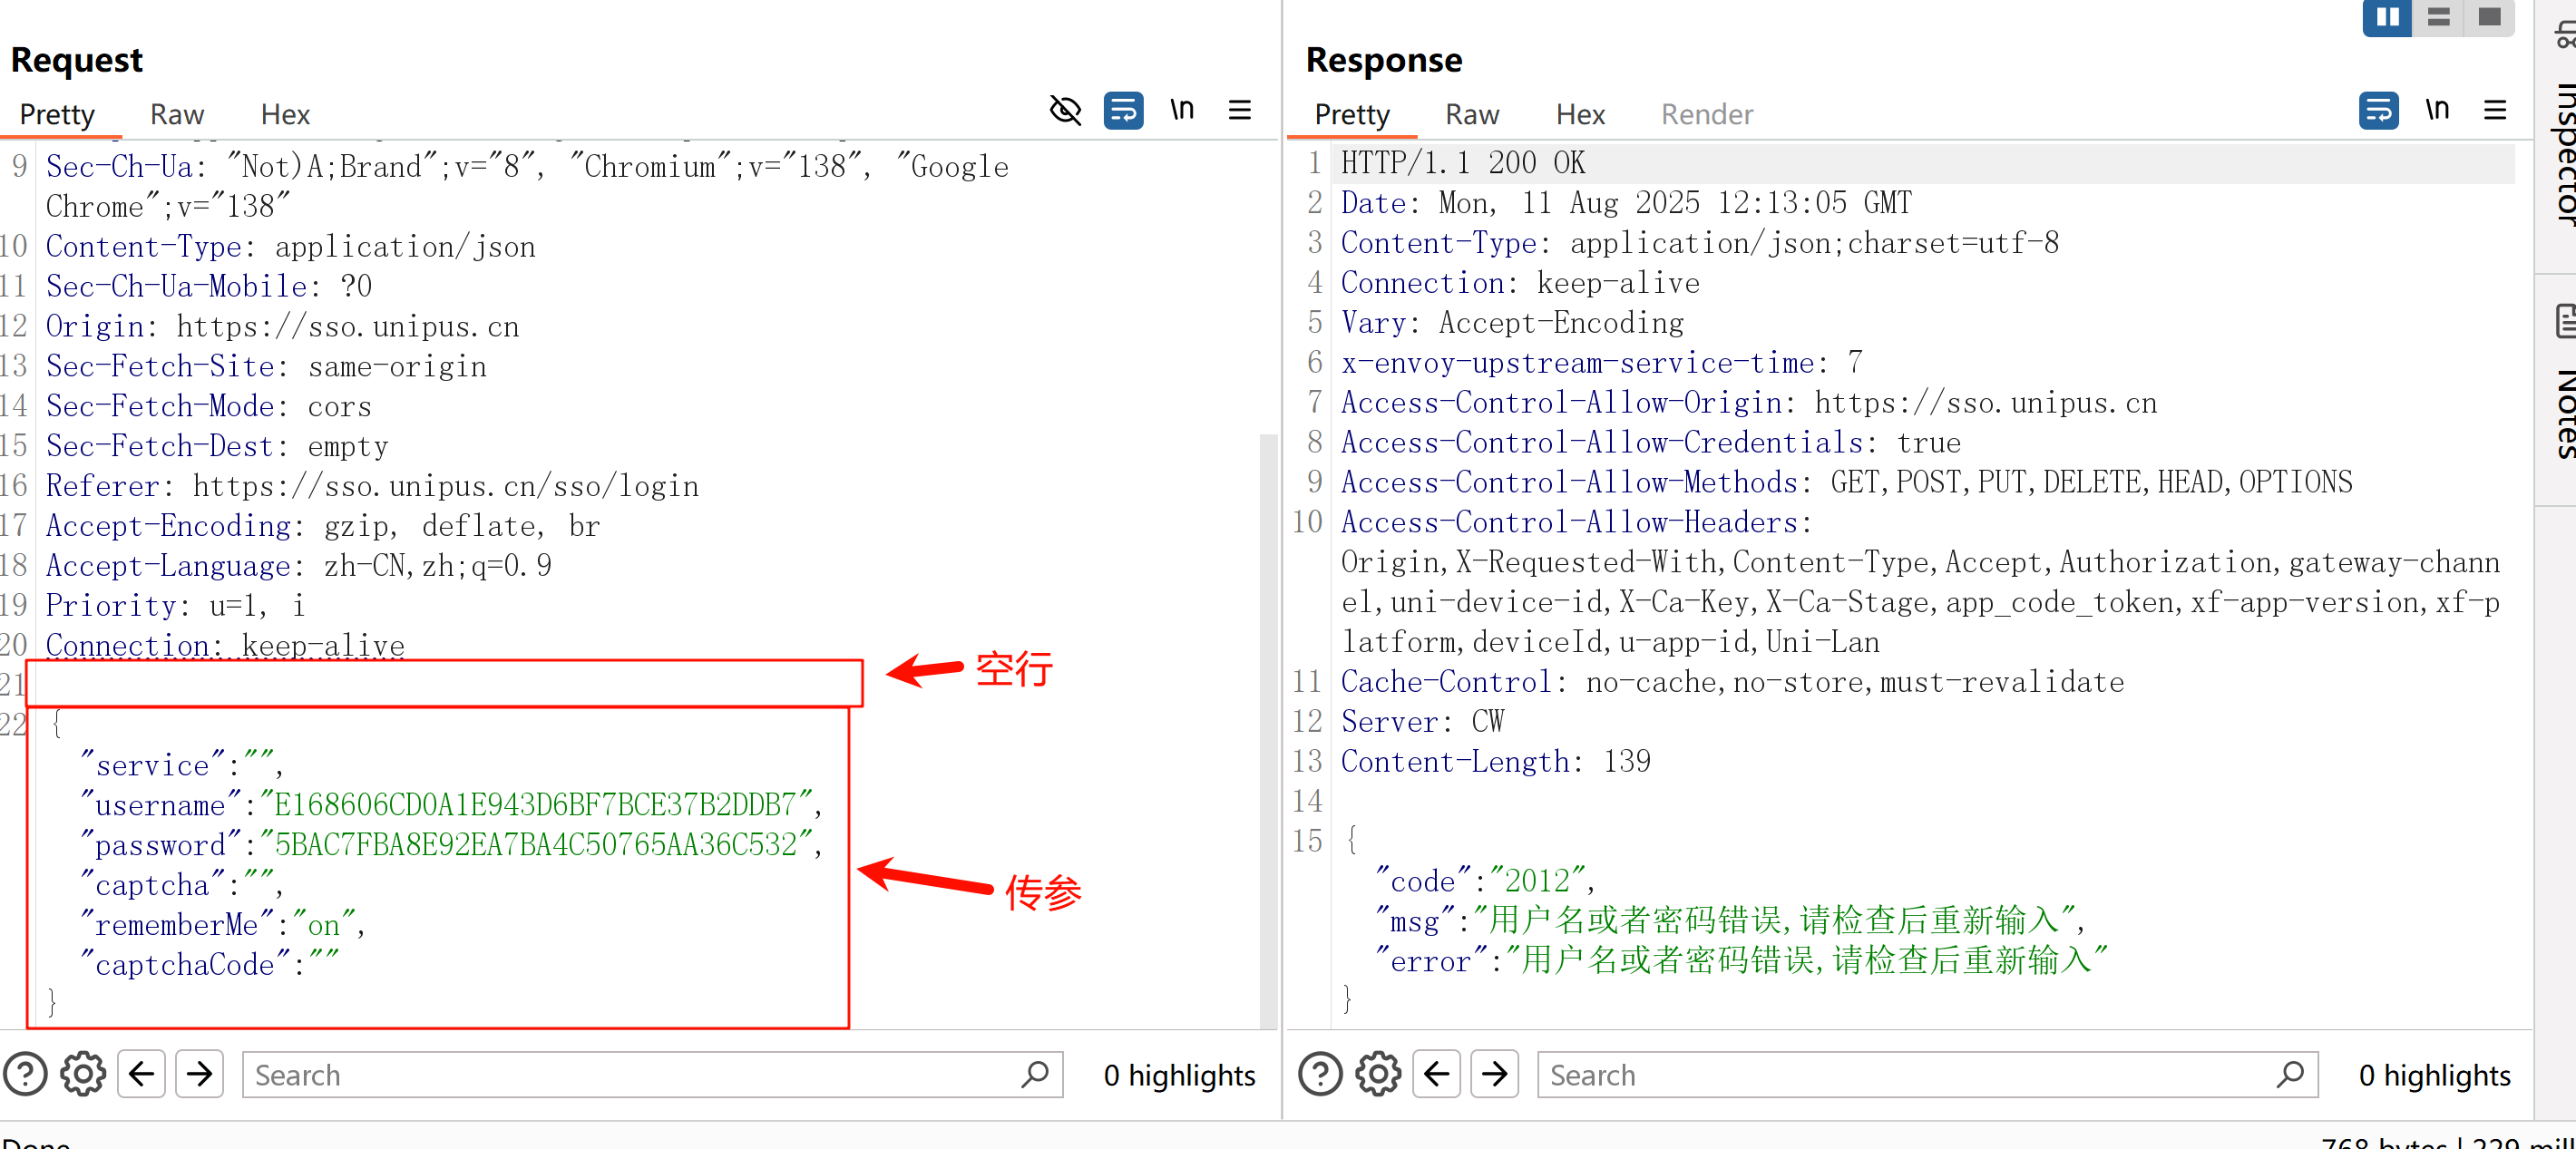 Request
Pretty Raw Hex \n
9 Sec-Ch-Ua: "Not)A;Brand";v="8", "Chromium";v="138", "Google
Chrome";v="138"
10 Content-Type: application/json
11 Sec-Ch-Ua-Mobile: ?0
12 Origin: https://sso.unipus.cn
13 Sec-Fetch-Site: same-origin
14 Sec-Fetch-Mode: cors
15 Sec-Fetch-Dest: empty
16 Referer: https://sso.unipus.cn/sso/login
17 Accept-Encoding: gzip, deflate, br
18 Accept-Language: zh-CN,zh;q=0.9
19 Priority: u=1, i
20 Connection: keep-alive
21
空行
22 {
"service":"",
"username":"E168606CD0A1E943D6BF7BCE37B2DDB7",
"password":"5BAC7FBA8E92EA7BA4C50765AA36C532",
传参
"captcha":"",
"rememberMe":"on",
"captchaCode":""
}
Search
0 highlights
Response
Pretty Raw Hex Render \n
1 HTTP/1.1 200 OK
2 Date: Mon, 11 Aug 2025 12:13:05 GMT
3 Content-Type: application/json;charset=utf-8
4 Connection: keep-alive
5 Vary: Accept-Encoding
6 x-envoy-upstream-service-time: 7
7 Access-Control-Allow-Origin: https://sso.unipus.cn
8 Access-Control-Allow-Credentials: true
9 Access-Control-Allow-Methods: GET,POST,PUT,DELETE,HEAD,OPTIONS
10 Access-Control-Allow-Headers:
Origin,X-Requested-With,Content-Type,Accept,Authorization,gateway-chann
el,uni-device-id,X-Ca-Key,X-Ca-Stage,app_code_token,xf-app-version,xf-p
latform,deviceId,u-app-id,Uni-Lan
11 Cache-Control: no-cache,no-store,must-revalidate
12 Server: CW
13 Content-Length: 139
14
15 {
"code":"2012",
"msg":"用户名或者密码错误,请检查后重新输入",
"error":"用户名或者密码错误,请检查后重新输入"
}
Search
0 highlights
Inspector
Notes
Done